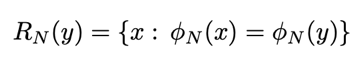 R_N(y) = {x : ϕ_N(x) = ϕ_N(y)}